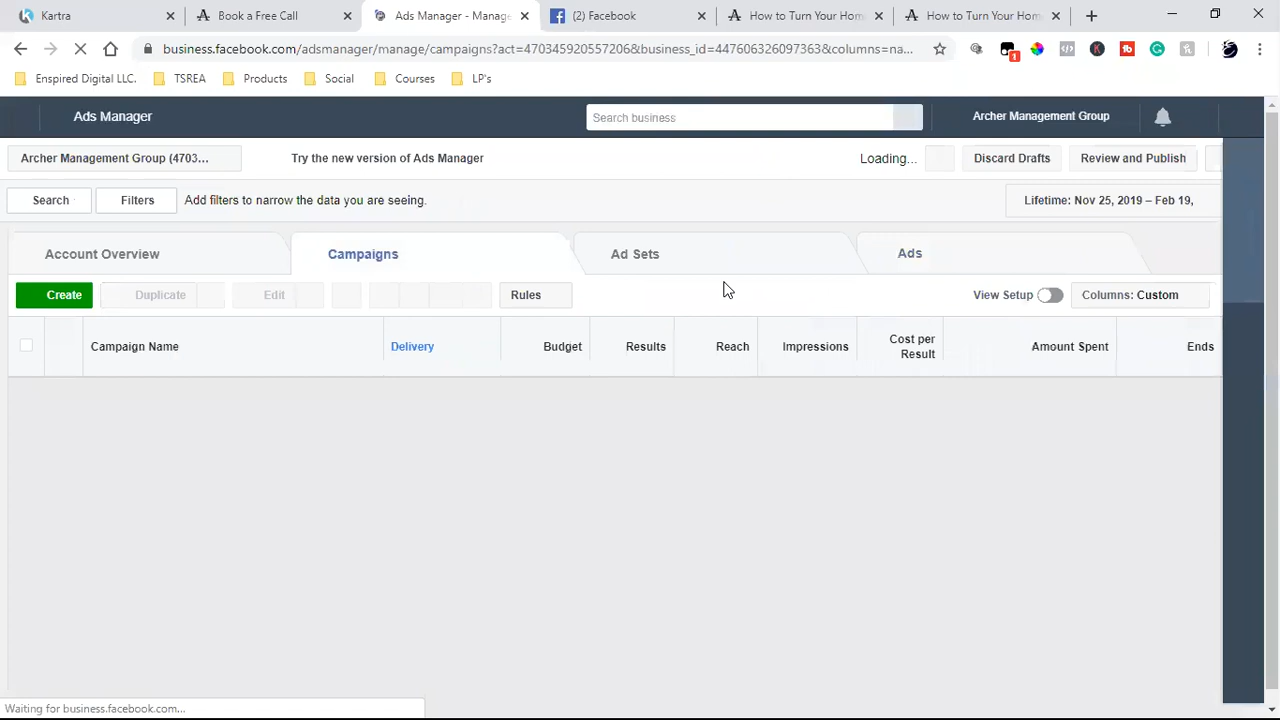 Kartra
Book a Free Call
Ads Manager - Manage
(2) Facebook
How to Turn Your Hom
How to Turn Your Hom
business.facebook.com/adsmanager/manage/campaigns?act=470345920557206&business_id=447606326097363&columns=na...
1
Enspired Digital LLC.
TSREA
Products
Social
Courses
LP's
Ads Manager
Search business
Archer Management Group
Archer Management Group (4703...
Try the new version of Ads Manager
Loading...
Discard Drafts
Review and Publish
Search
Filters
Add filters to narrow the data you are seeing.
Lifetime: Nov 25, 2019 – Feb 19,
Account Overview
Campaigns
Ad Sets
Ads
Create
Duplicate
Edit
Rules
View Setup
Columns: Custom
Campaign Name
Delivery
Budget
Results
Reach
Impressions
Cost per
Result
Amount Spent
Ends
Waiting for business.facebook.com...